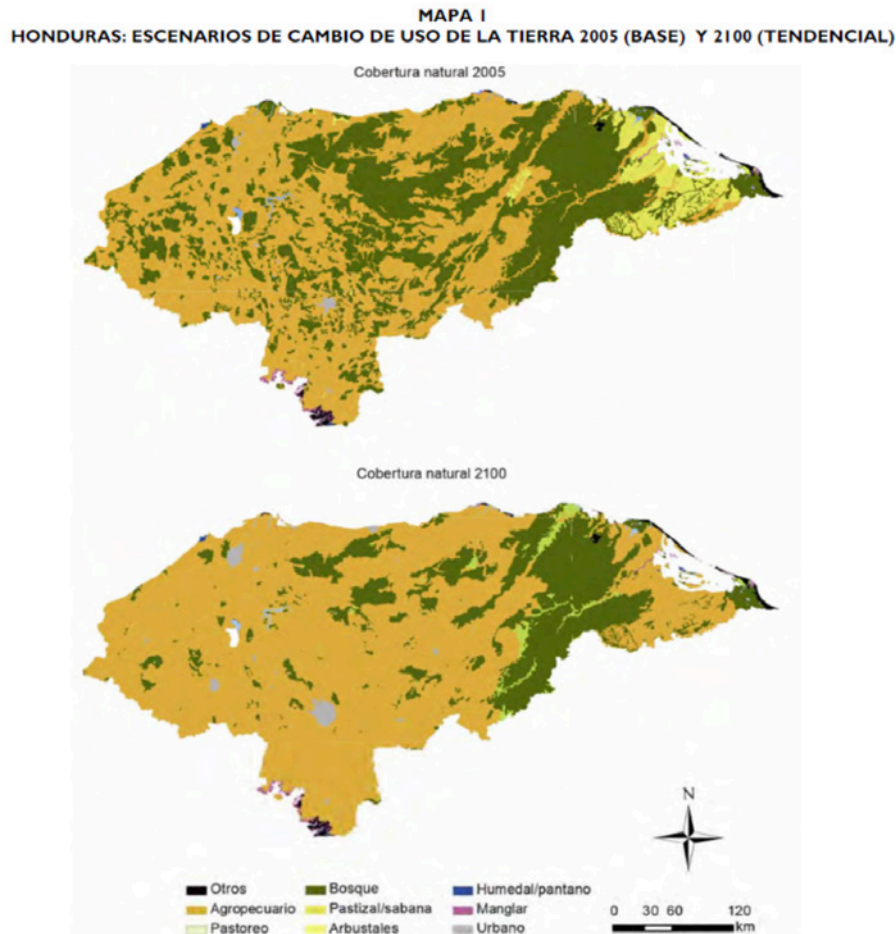 MAPA 1
HONDURAS: ESCENARIOS DE CAMBIO DE USO DE LA TIERRA 2005 (BASE) Y 2100 (TENDENCIAL)
Cobertura natural 2005
Cobertura natural 2100
N
Otros Bosque Humedal/pantano
Agropecuario Pastizal/sabana Manglar 0 30 60 120
Pastoreo Arbustales Urbano km